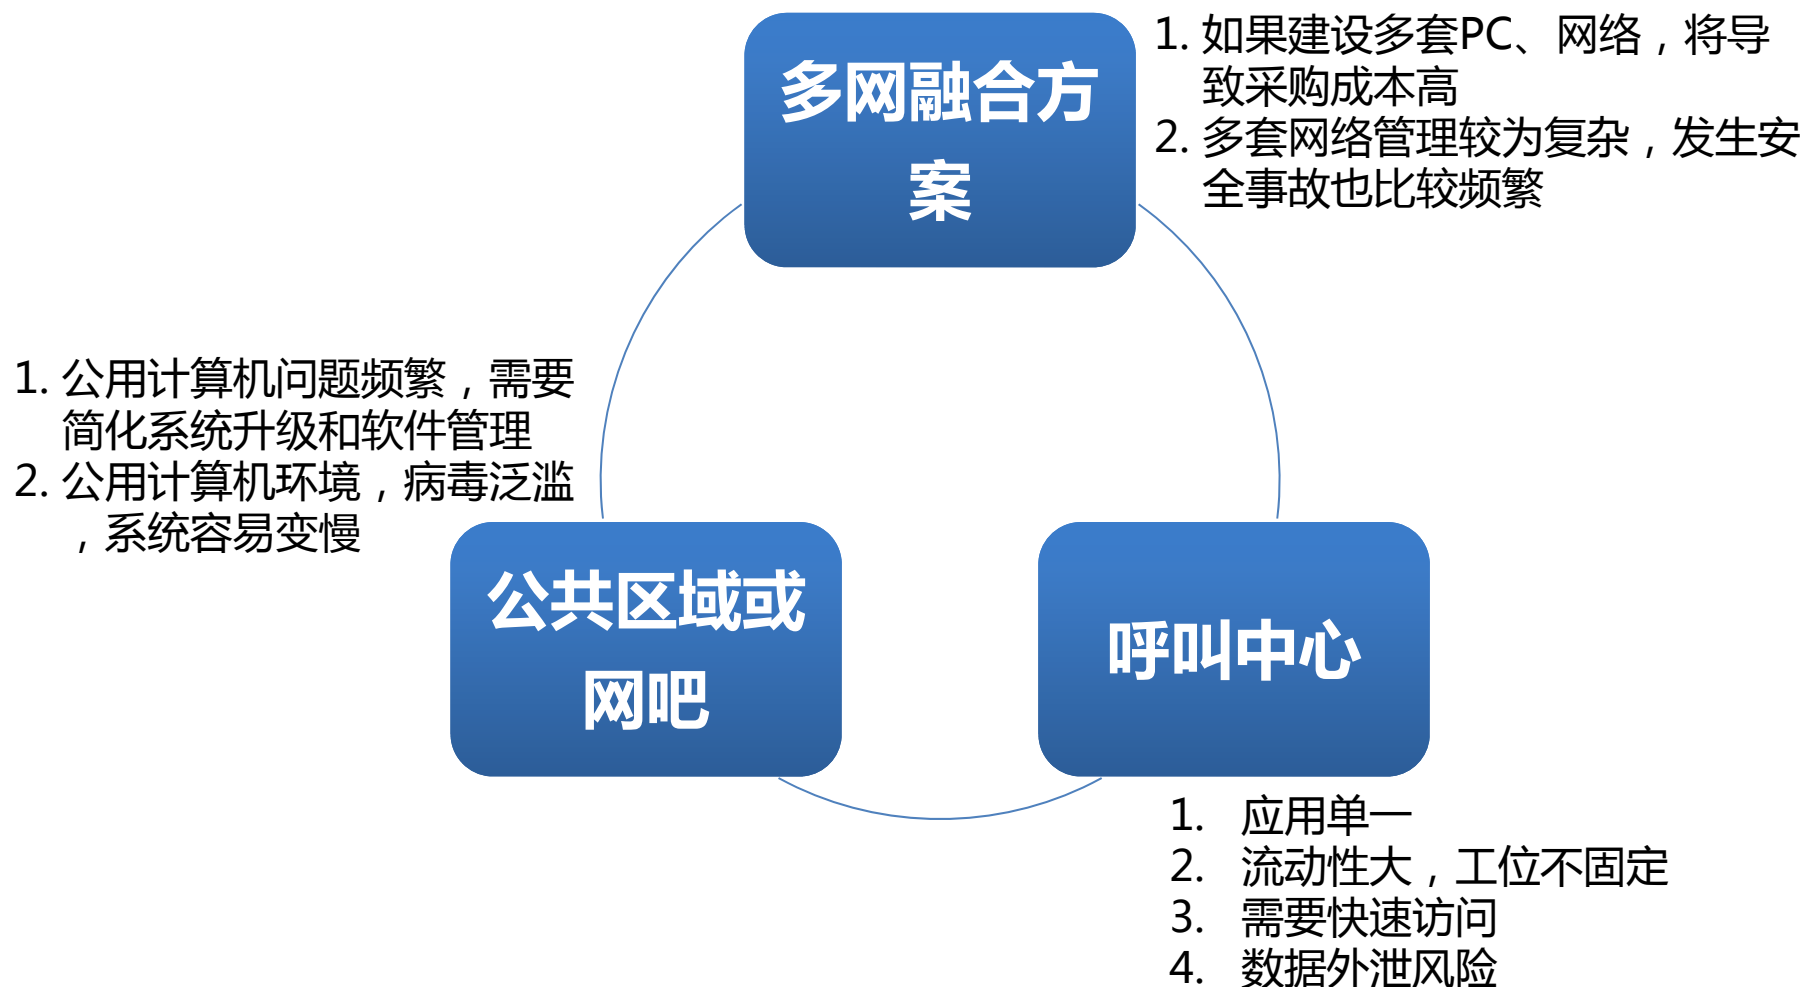 多网融合方
案
1. 如果建设多套PC、网络，将导
致采购成本高
2. 多套网络管理较为复杂，发生安
全事故也比较频繁
1. 公用计算机问题频繁，需要
简化系统升级和软件管理
2. 公用计算机环境，病毒泛滥
，系统容易变慢
公共区域或
网吧
呼叫中心
1. 应用单一
2. 流动性大，工位不固定
3. 需要快速访问
4. 数据外泄风险